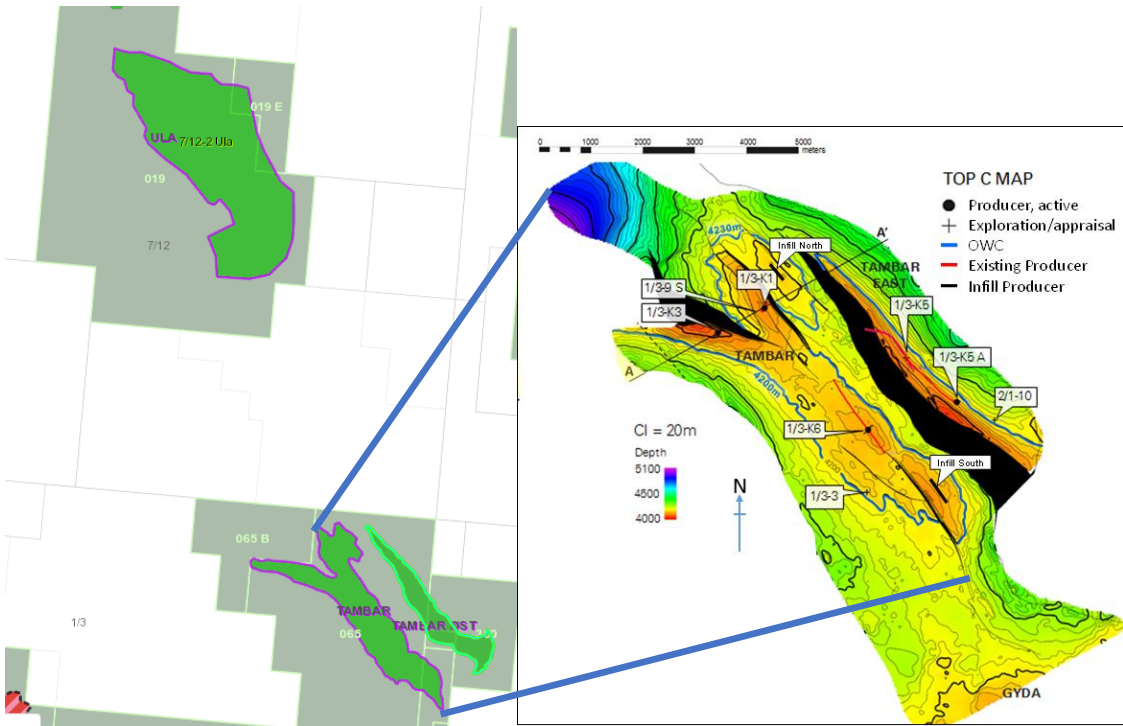 019 E
ULA 7/12-2 Ula
019
7/12
065 B
TAMBAR
065
1/3
0 1000 2000 3000 4000 5000
meters
TOP C MAP
Producer, active
Exploration/appraisal
OWC
Existing Producer
Infill Producer
4230m
A'
Infill North
TAMBAR
EAST
1/3-K1
1/3-9 S
1/3-K3
1/3-K5
TAMBAR
A
4200m
1/3-K5 A
2/1-10
CI = 20m
Depth
5100
4500
4000
1/3-K6
4200
Infill South
N
1/3-3
GYDA